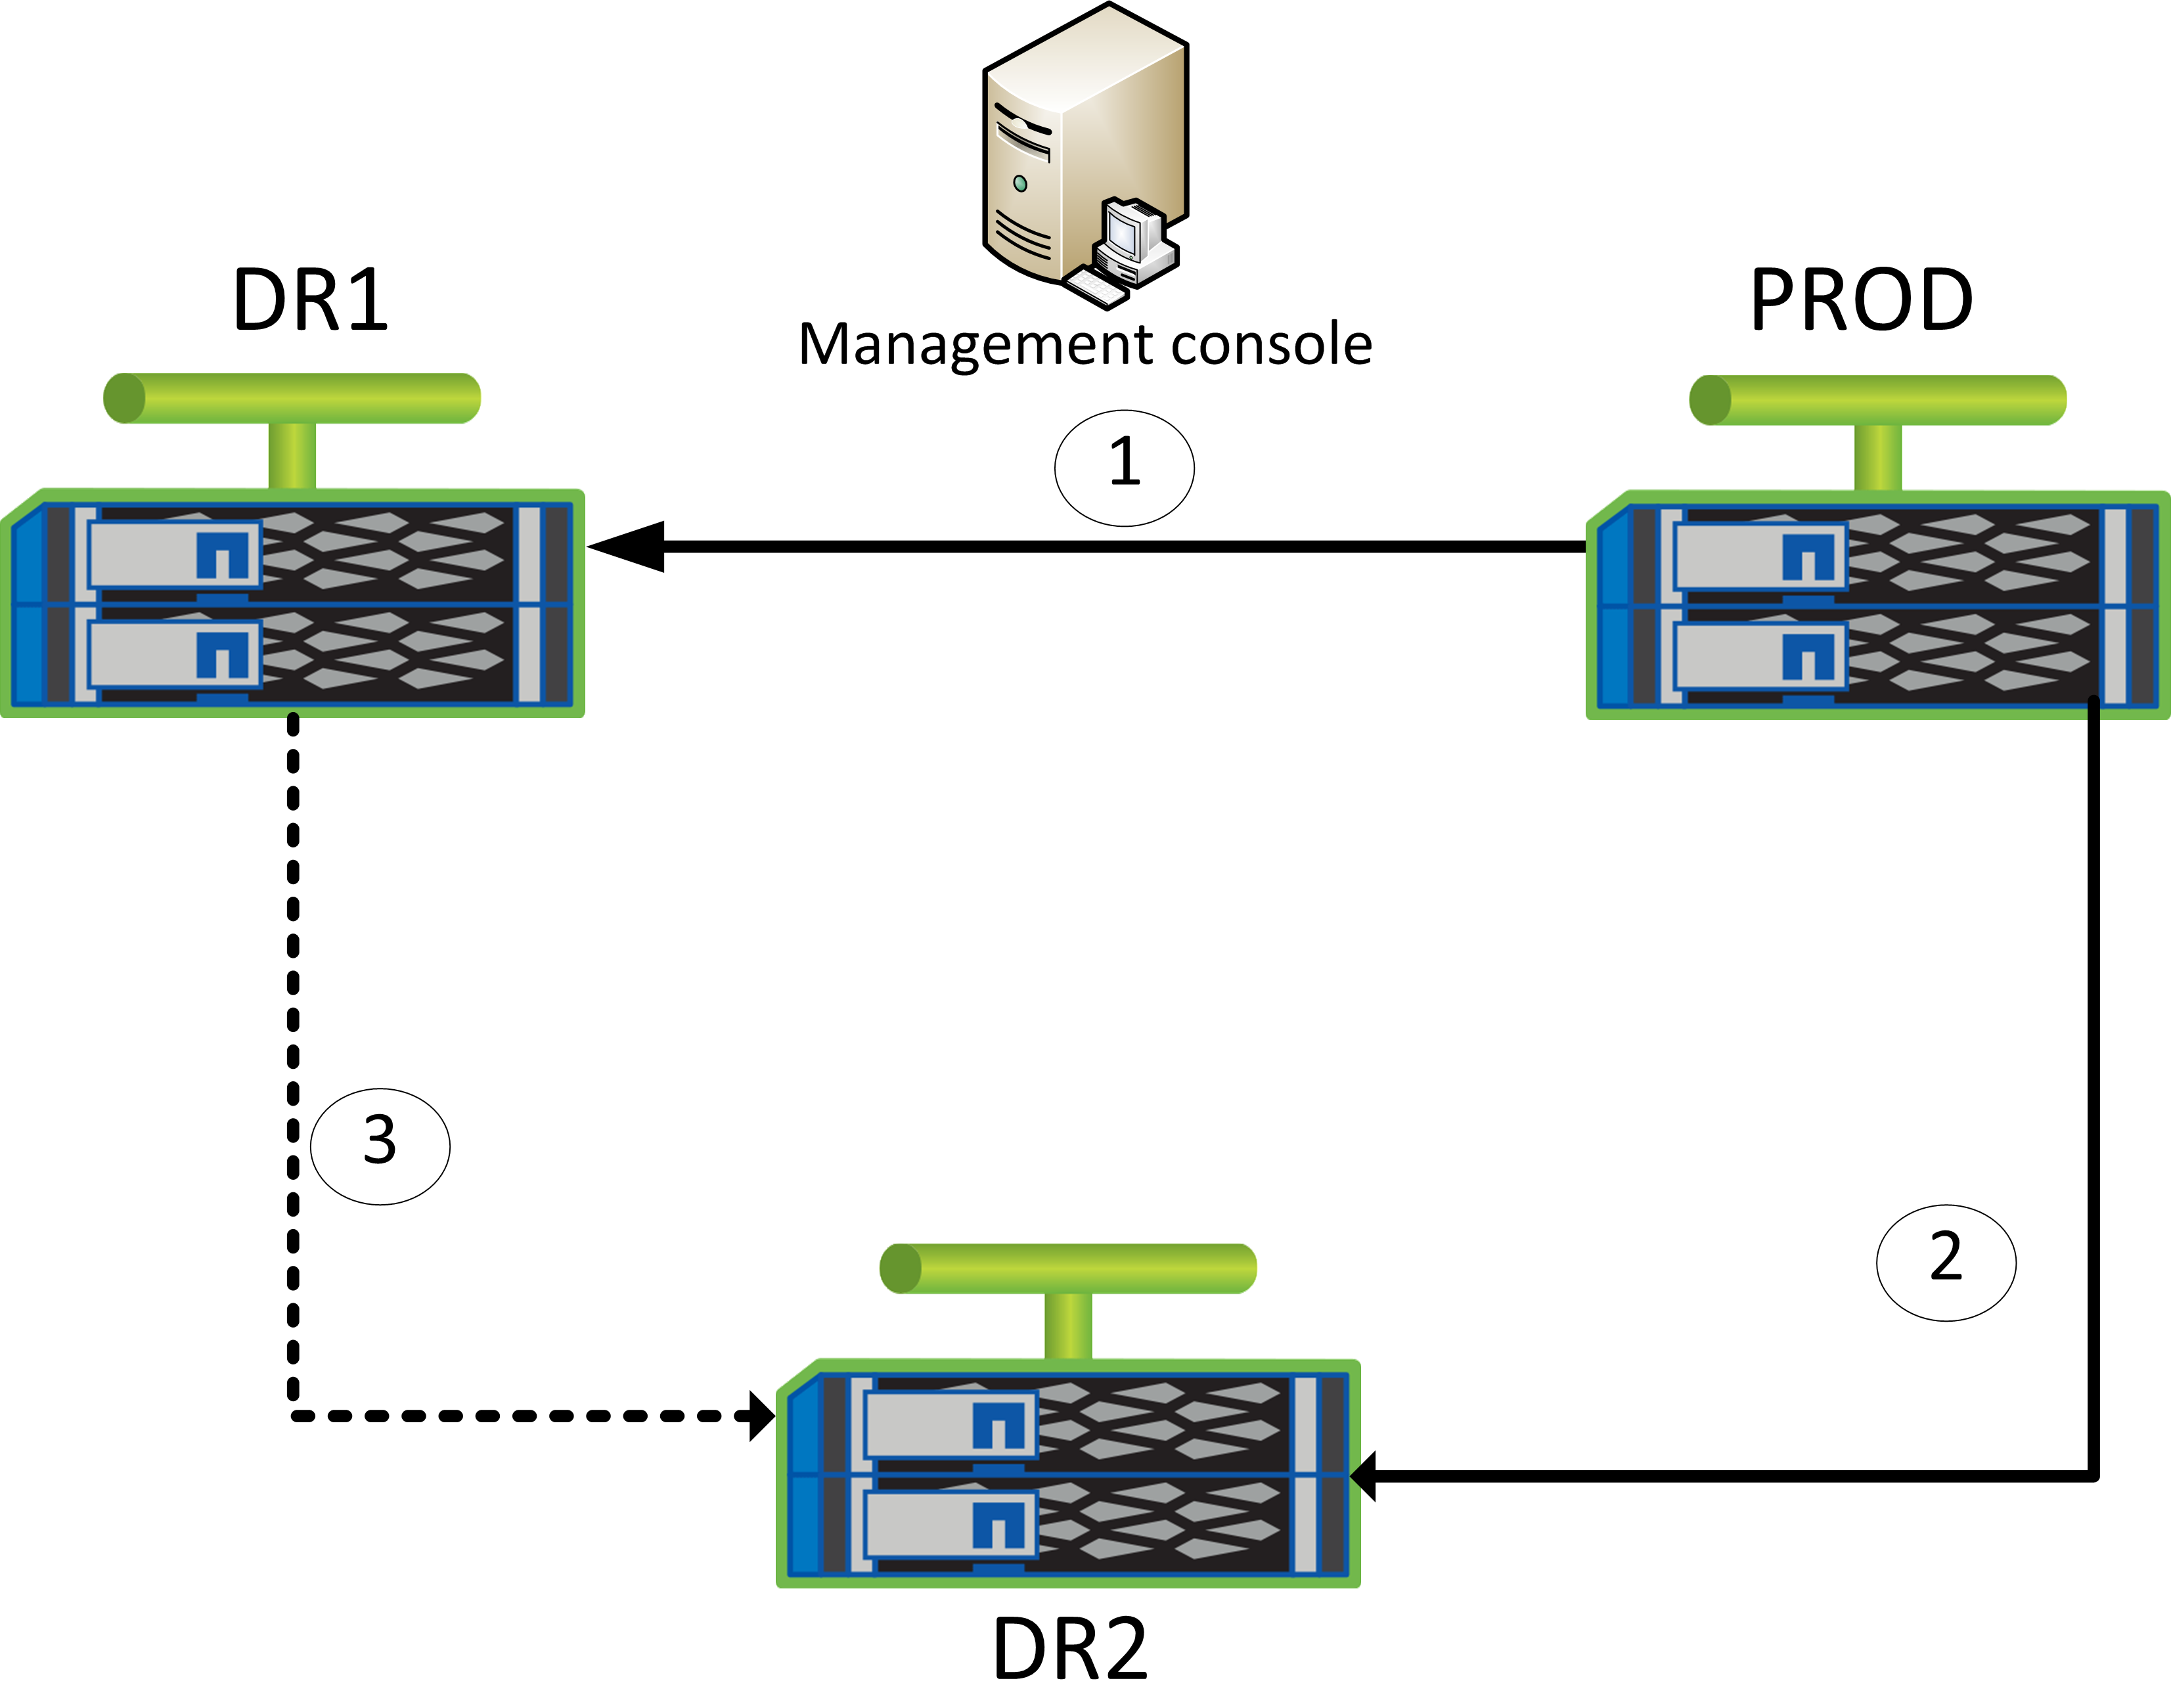 DR1
Management console
PROD
1
3
2
DR2